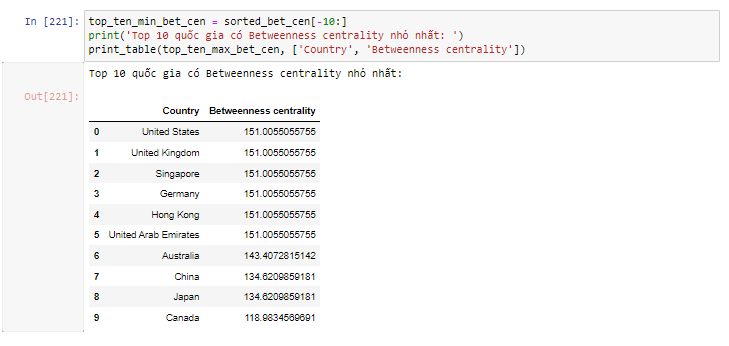 In [221]: top_ten_min_bet_cen = sorted_bet_cen[-10:]
print('Top 10 quốc gia có Betweenness centrality nhỏ nhất: ')
print_table(top_ten_max_bet_cen, ['Country', 'Betweenness centrality'])
Top 10 quốc gia có Betweenness centrality nhỏ nhất:
Out[221]:
Country Betweenness centrality
0 United States 151.0055055755
1 United Kingdom 151.0055055755
2 Singapore 151.0055055755
3 Germany 151.0055055755
4 Hong Kong 151.0055055755
5 United Arab Emirates 151.0055055755
6 Australia 143.4072815142
7 China 134.6209859181
8 Japan 134.6209859181
9 Canada 118.9834569691